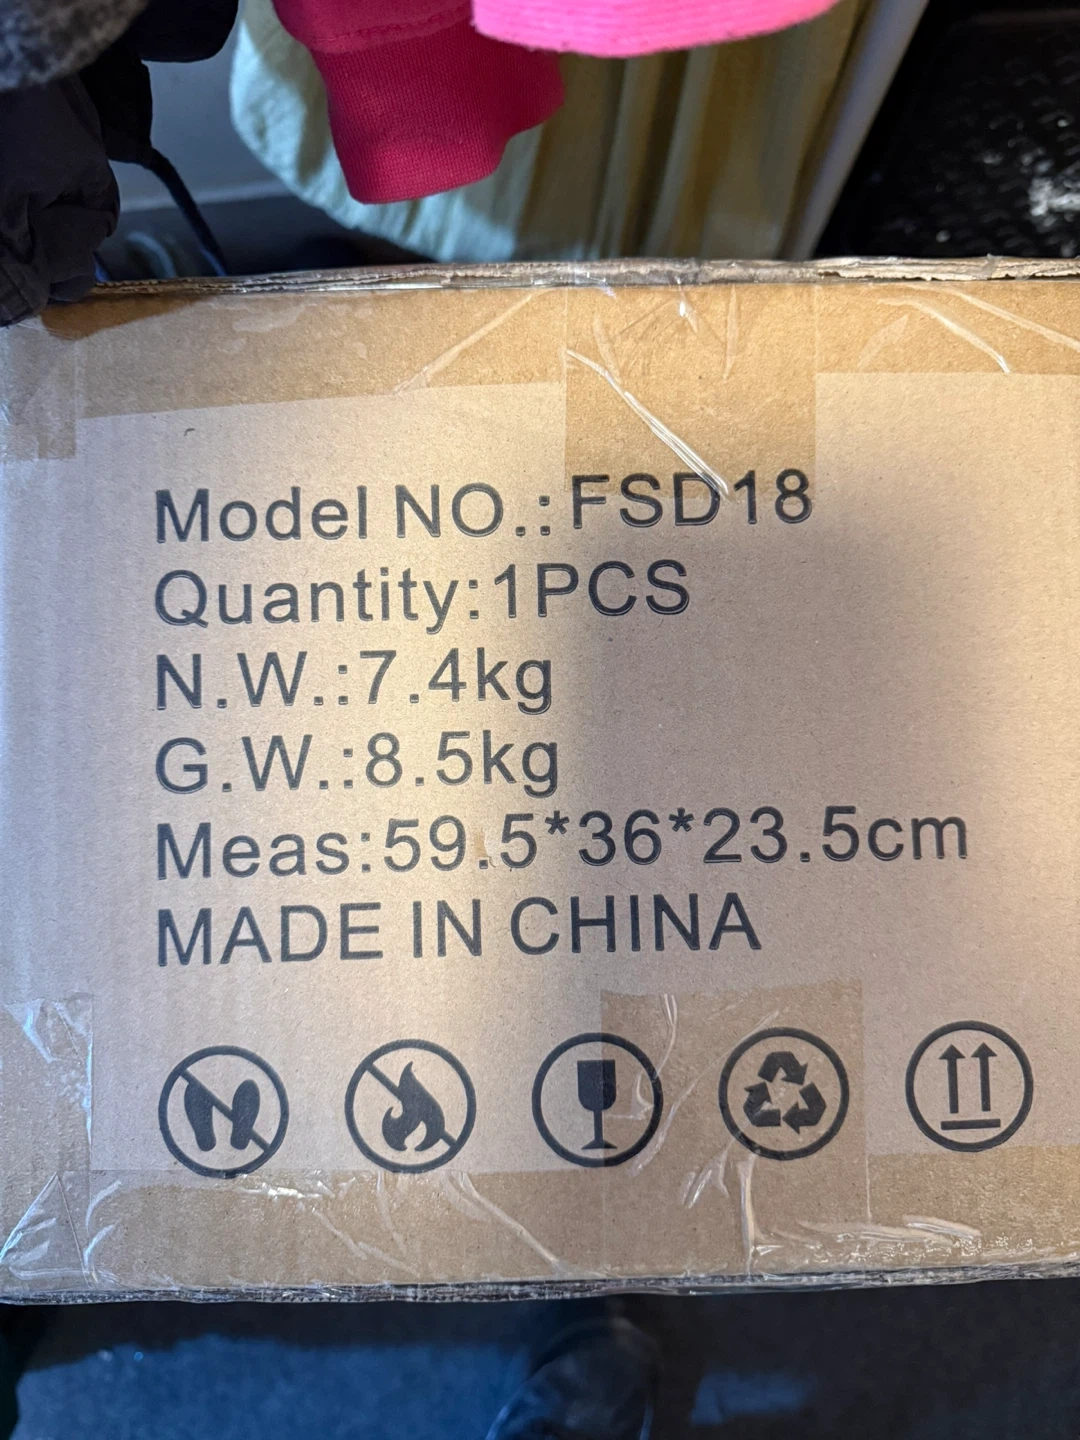 Model NO.:FSD18
Quantity:1PCS
N.W.:7.4kg
G.W.:8.5kg
Meas:59.5*36*23.5cm
MADE IN CHINA